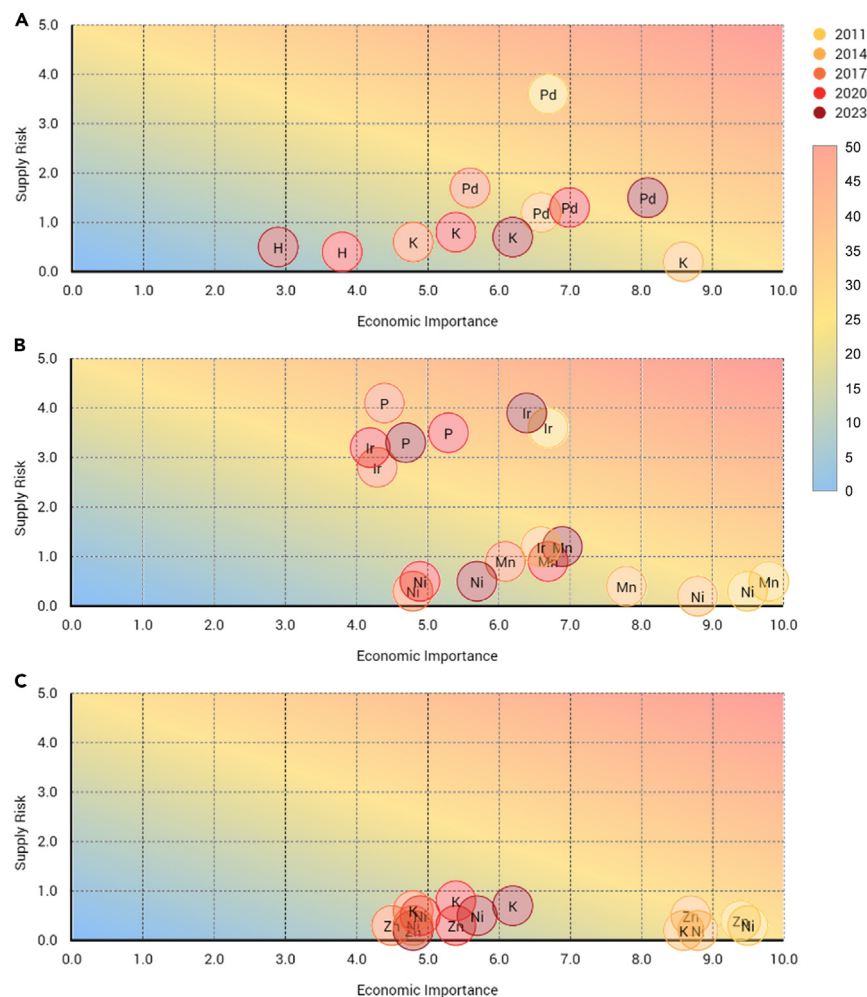 A
5.0
4.0
3.0
2.0
1.0
0.0
Supply Risk
Pd
Pd
Pd
Pd
Pd
H
H
K
K
K
K
0.0 1.0 2.0 3.0 4.0 5.0 6.0 7.0 8.0 9.0 10.0
Economic Importance
2011
2014
2017
2020
2023
50
45
40
35
30
25
20
15
10
5
0
B
5.0
4.0
3.0
2.0
1.0
0.0
Supply Risk
P
P
P
Ir
Ir
Ir
Ir
Ir
Mn
Mn
Mn
Mn
Mn
Ni
Ni
Ni
Ni
Ni
0.0 1.0 2.0 3.0 4.0 5.0 6.0 7.0 8.0 9.0 10.0
Economic Importance
C
5.0
4.0
3.0
2.0
1.0
0.0
Supply Risk
K
Ni
Zn
Ni
Zn
K
Zn
Ni
K
Zn
K
Ni
Zn
Ni
0.0 1.0 2.0 3.0 4.0 5.0 6.0 7.0 8.0 9.0 10.0
Economic Importance